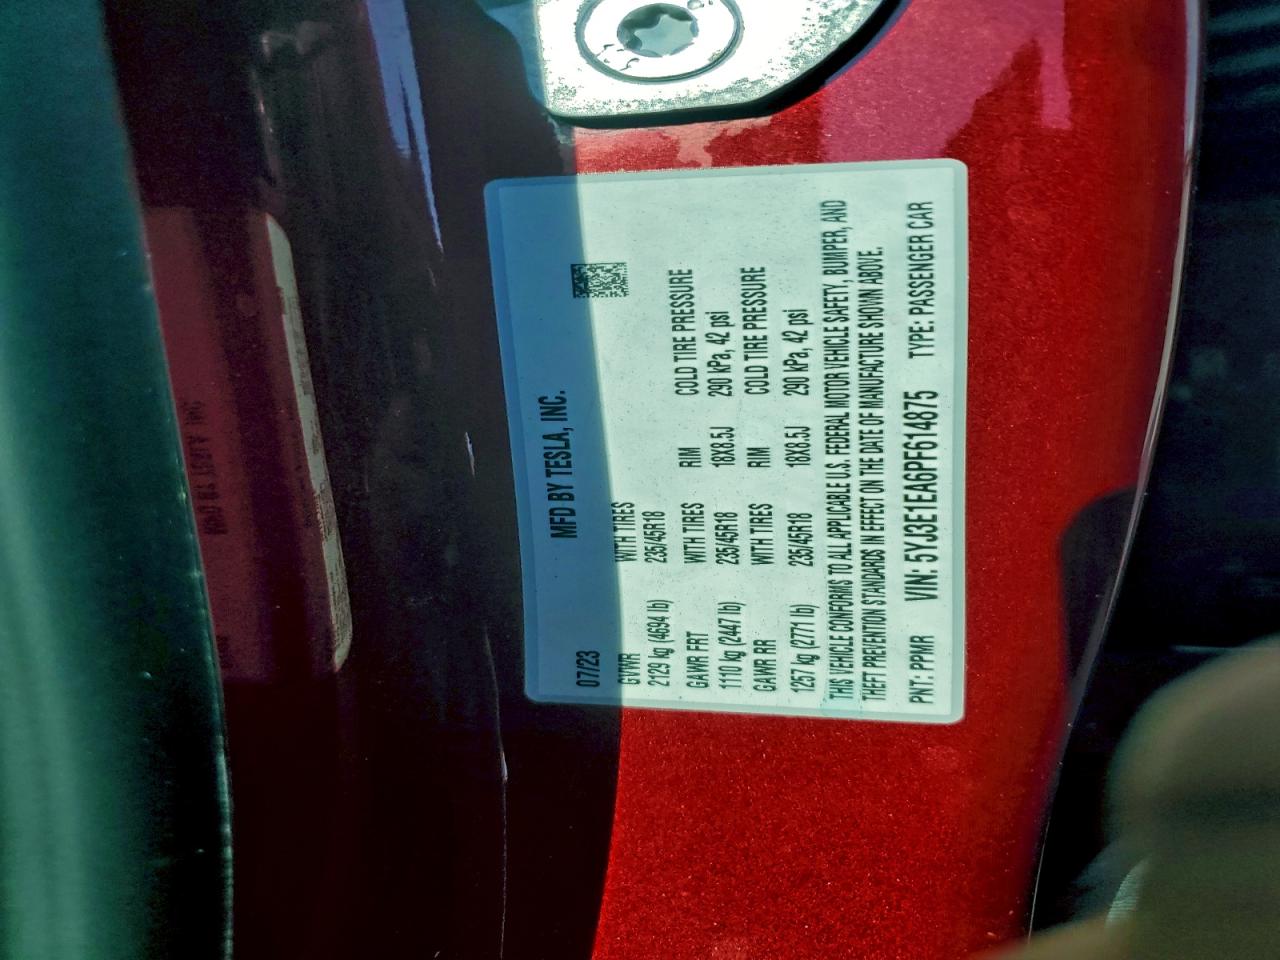 MFD BY TESLA, INC.
07/23
GVWR WITH TIRES
2129 kg (4694 lb) 235/45R18
GAWR FRT WITH TIRES RIM COLD TIRE PRESSURE
1110 kg (2447 lb) 235/45R18 18X8.5J 290 kPa, 42 psi
GAWR RR WITH TIRES RIM COLD TIRE PRESSURE
1257 kg (2771 lb) 235/45R18 18X8.5J 290 kPa, 42 psi
THIS VEHICLE CONFORMS TO ALL APPLICABLE U.S. FEDERAL MOTOR VEHICLE SAFETY, BUMPER, AND
THEFT PREVENTION STANDARDS IN EFFECT ON THE DATE OF MANUFACTURE SHOWN ABOVE.
PNT: PPMR VIN: 5YJ3E1EA6PF614875 TYPE: PASSENGER CAR